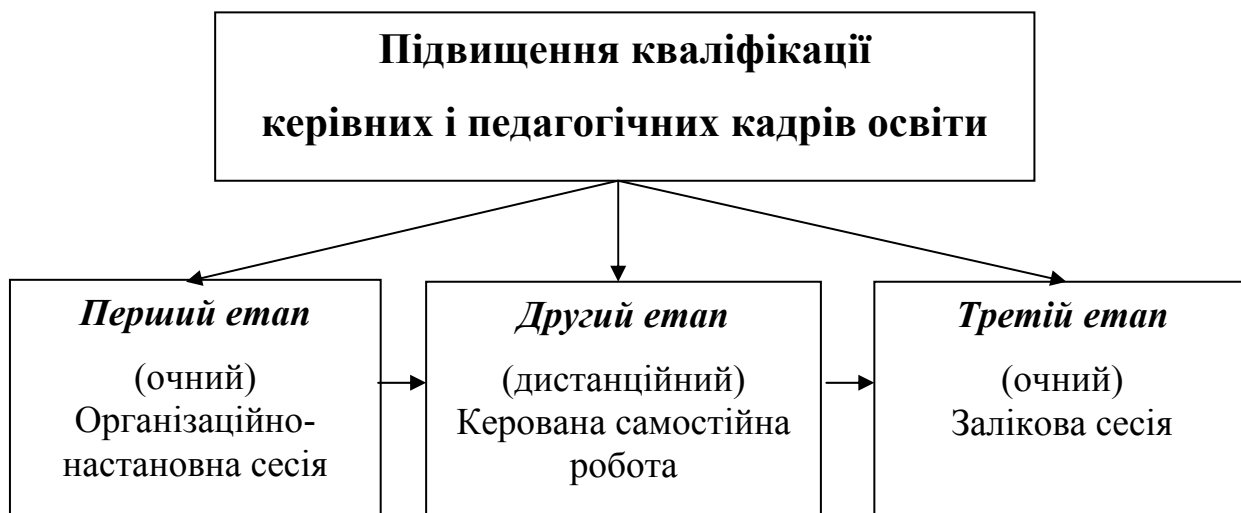 Підвищення кваліфікації
керівних і педагогічних кадрів освіти
Перший етап
(очний)
Організаційно-
настановна сесія
Другий етап
(дистанційний)
Керована самостійна
робота
Третій етап
(очний)
Залікова сесія